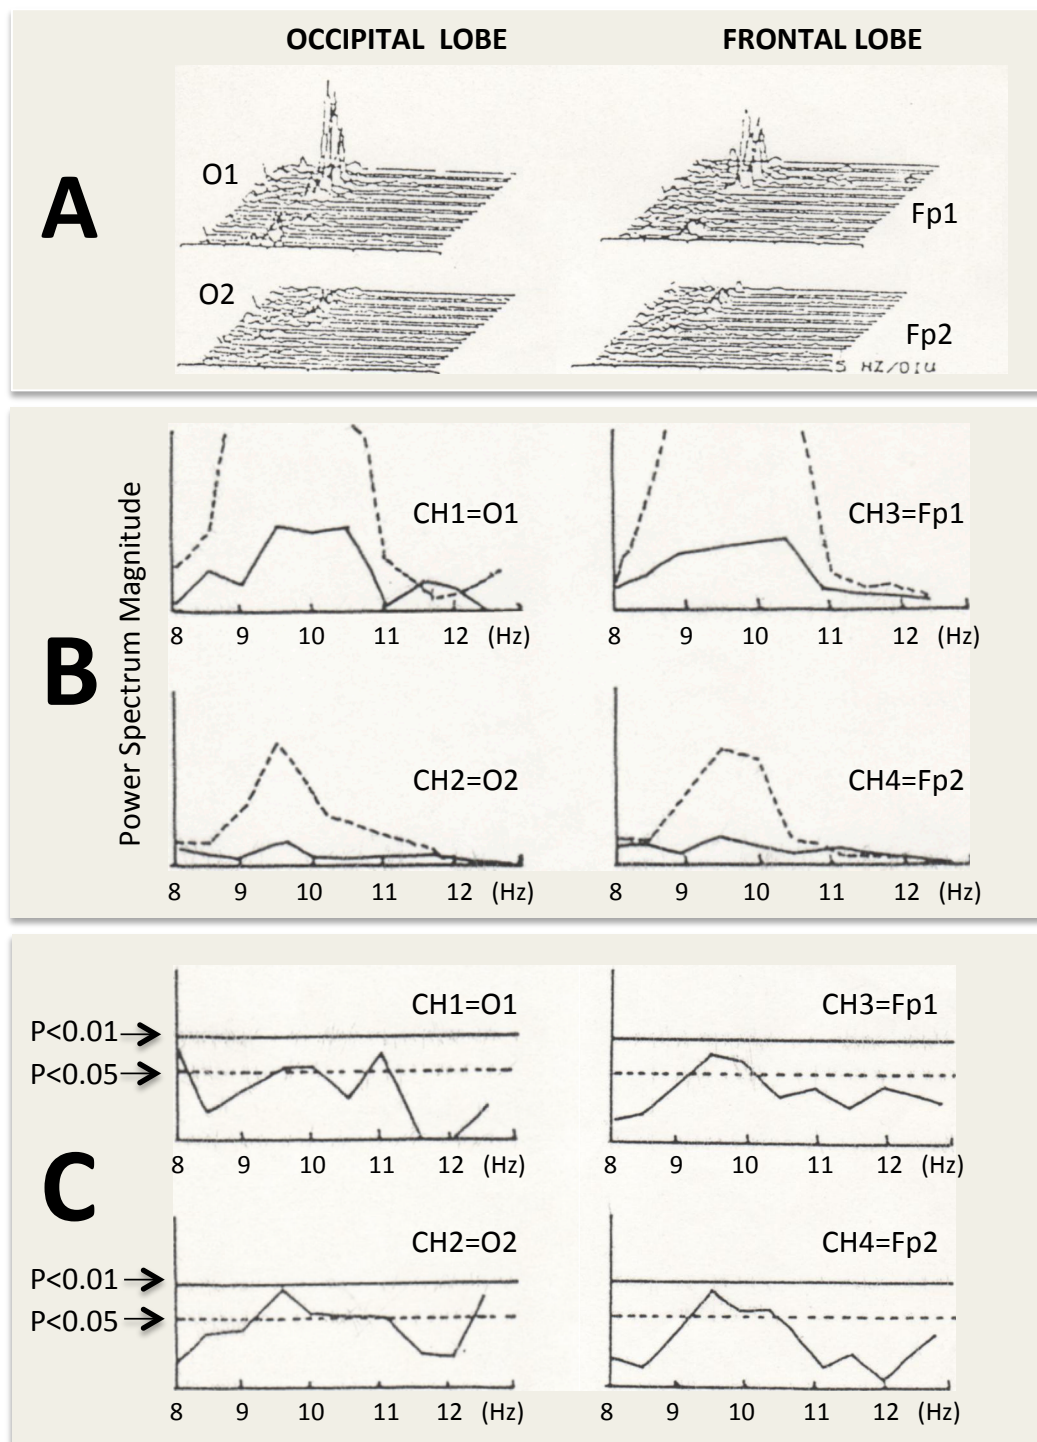 OCCIPITAL LOBE FRONTAL LOBE
A
O1
Fp1
O2
Fp2
5 HZ/DIV
B
Power Spectrum Magnitude
CH1=O1
8 9 10 11 12 (Hz)
CH3=Fp1
8 9 10 11 12 (Hz)
CH2=O2
8 9 10 11 12 (Hz)
CH4=Fp2
8 9 10 11 12 (Hz)
C
P<0.01
P<0.05
CH1=O1
8 9 10 11 12 (Hz)
CH3=Fp1
8 9 10 11 12 (Hz)
P<0.01
P<0.05
CH2=O2
8 9 10 11 12 (Hz)
CH4=Fp2
8 9 10 11 12 (Hz)